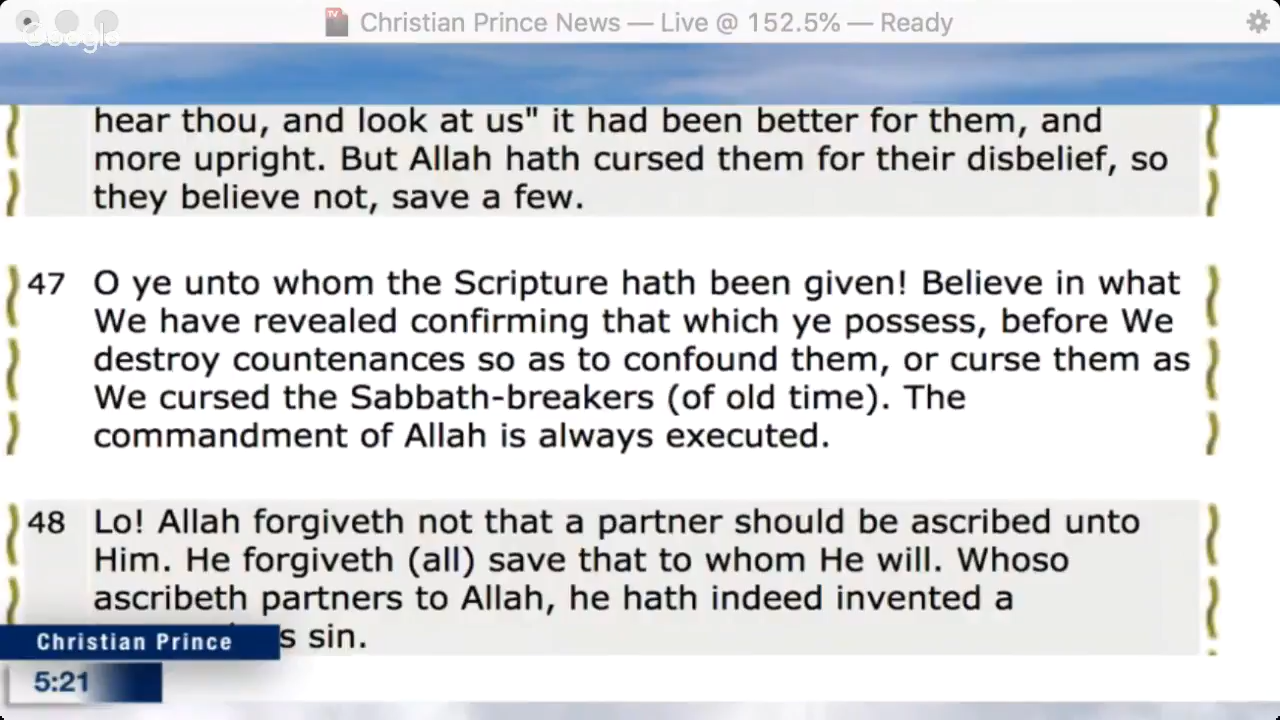 Christian Prince News — Live @ 152.5% — Ready
Google
hear thou, and look at us" it had been better for them, and
more upright. But Allah hath cursed them for their disbelief, so
they believe not, save a few.
47 O ye unto whom the Scripture hath been given! Believe in what
We have revealed confirming that which ye possess, before We
destroy countenances so as to confound them, or curse them as
We cursed the Sabbath-breakers (of old time). The
commandment of Allah is always executed.
48 Lo! Allah forgiveth not that a partner should be ascribed unto
Him. He forgiveth (all) save that to whom He will. Whoso
ascribeth partners to Allah, he hath indeed invented a
sin.
Christian Prince
5:21